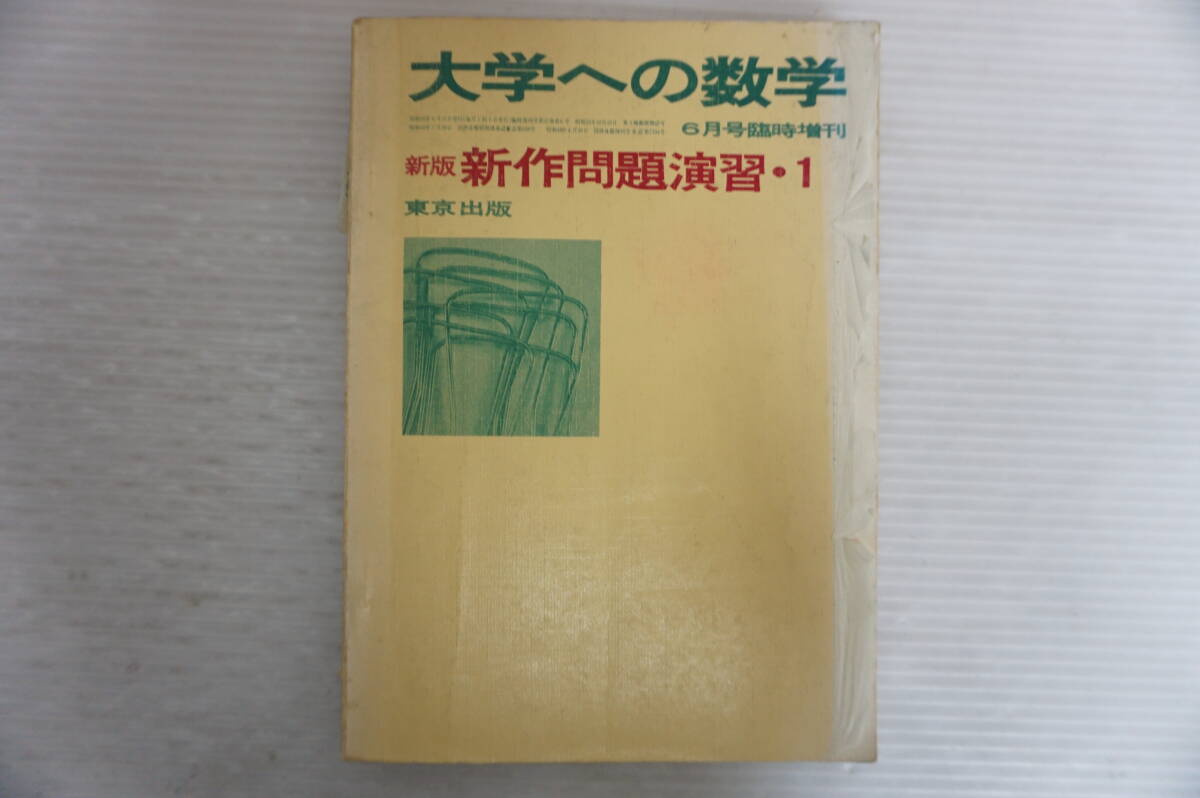 大学への数学
6月号臨時増刊
新版 新作問題演習・1
東京出版